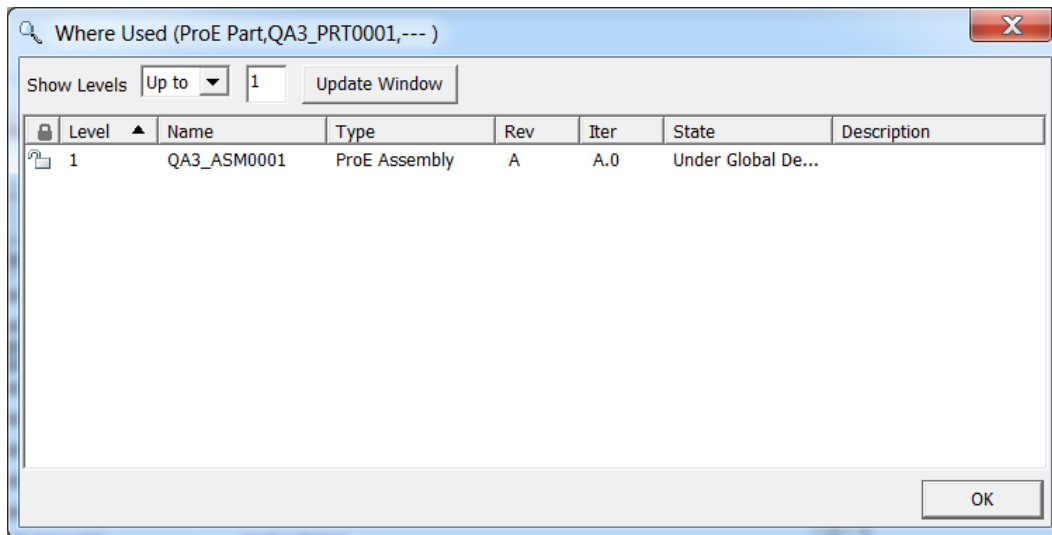 Where Used (ProE Part,QA3_PRT0001,--- )
Show Levels Up to 1 Update Window
Level Name Type Rev Iter State Description
1 QA3_ASM0001 ProE Assembly A A.0 Under Global De...
OK